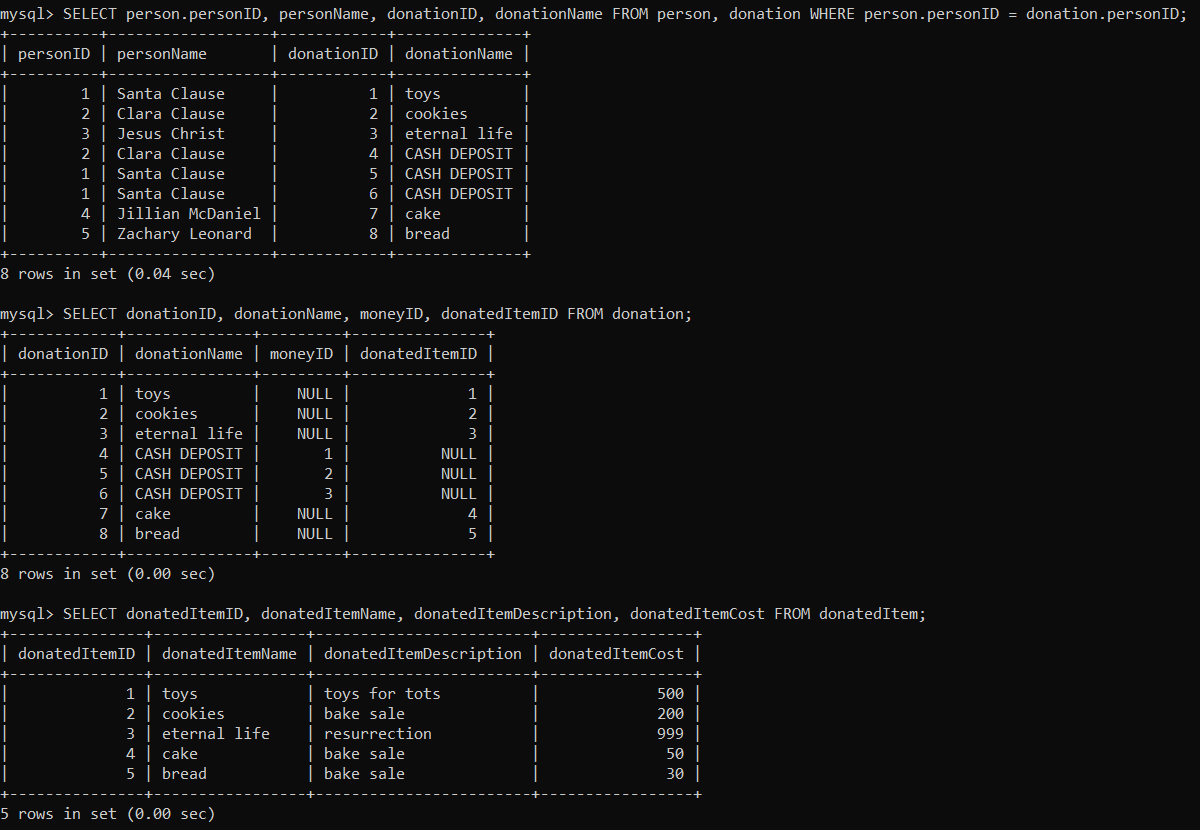 mysql> SELECT person.personID, personName, donationID, donationName FROM person, donation WHERE person.personID = donation.personID;
+----------+------------------+------------+--------------+
| personID | personName       | donationID | donationName |
+----------+------------------+------------+--------------+
|        1 | Santa Clause     |          1 | toys         |
|        2 | Clara Clause     |          2 | cookies      |
|        3 | Jesus Christ     |          3 | eternal life |
|        2 | Clara Clause     |          4 | CASH DEPOSIT |
|        1 | Santa Clause     |          5 | CASH DEPOSIT |
|        1 | Santa Clause     |          6 | CASH DEPOSIT |
|        4 | Jillian McDaniel |          7 | cake         |
|        5 | Zachary Leonard  |          8 | bread        |
+----------+------------------+------------+--------------+
8 rows in set (0.04 sec)

mysql> SELECT donationID, donationName, moneyID, donatedItemID FROM donation;
+------------+--------------+---------+---------------+
| donationID | donationName | moneyID | donatedItemID |
+------------+--------------+---------+---------------+
|          1 | toys         |    NULL |             1 |
|          2 | cookies      |    NULL |             2 |
|          3 | eternal life |    NULL |             3 |
|          4 | CASH DEPOSIT |       1 |          NULL |
|          5 | CASH DEPOSIT |       2 |          NULL |
|          6 | CASH DEPOSIT |       3 |          NULL |
|          7 | cake         |    NULL |             4 |
|          8 | bread        |    NULL |             5 |
+------------+--------------+---------+---------------+
8 rows in set (0.00 sec)

mysql> SELECT donatedItemID, donatedItemName, donatedItemDescription, donatedItemCost FROM donatedItem;
+---------------+-----------------+------------------------+-----------------+
| donatedItemID | donatedItemName | donatedItemDescription | donatedItemCost |
+---------------+-----------------+------------------------+-----------------+
|             1 | toys            | toys for tots          |             500 |
|             2 | cookies         | bake sale              |             200 |
|             3 | eternal life    | resurrection           |             999 |
|             4 | cake            | bake sale              |              50 |
|             5 | bread           | bake sale              |              30 |
+---------------+-----------------+------------------------+-----------------+
5 rows in set (0.00 sec)